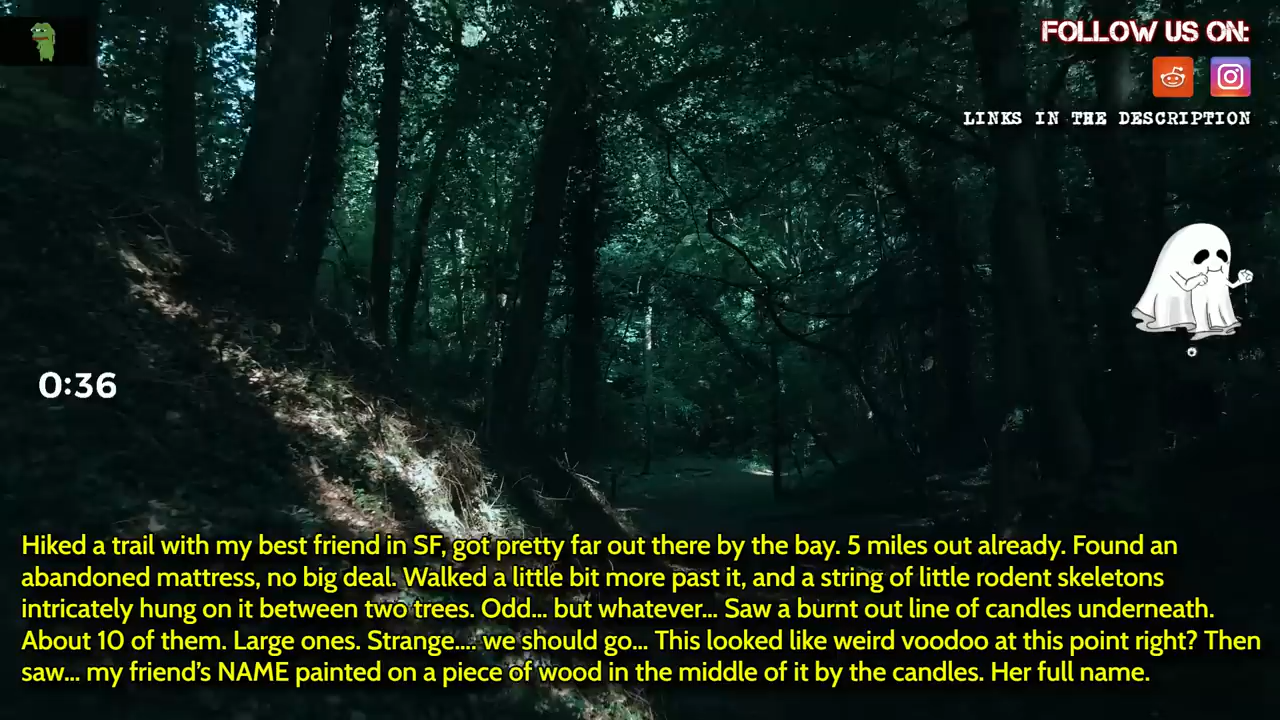 FOLLOW US ON:
LINKS IN THE DESCRIPTION
0:36
Hiked a trail with my best friend in SF, got pretty far out there by the bay. 5 miles out already. Found an
abandoned mattress, no big deal. Walked a little bit more past it, and a string of little rodent skeletons
intricately hung on it between two trees. Odd... but whatever... Saw a burnt out line of candles underneath.
About 10 of them. Large ones. Strange.... we should go... This looked like weird voodoo at this point right? Then
saw... my friend’s NAME painted on a piece of wood in the middle of it by the candles. Her full name.